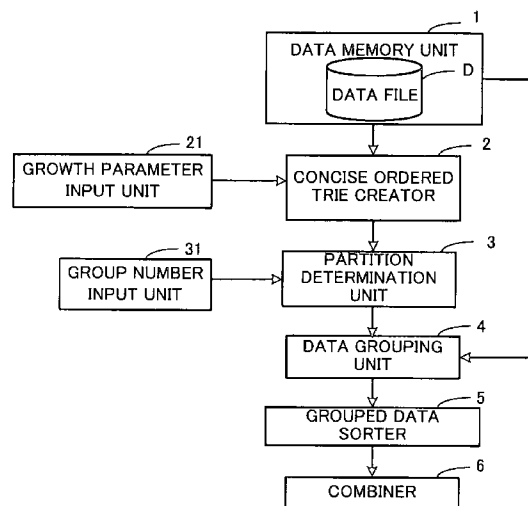 1
DATA MEMORY UNIT
D
DATA FILE
21
GROWTH PARAMETER
INPUT UNIT
2
CONCISE ORDERED
TRIE CREATOR
31
GROUP NUMBER
INPUT UNIT
3
PARTITION
DETERMINATION
UNIT
4
DATA GROUPING
UNIT
5
GROUPED DATA
SORTER
6
COMBINER